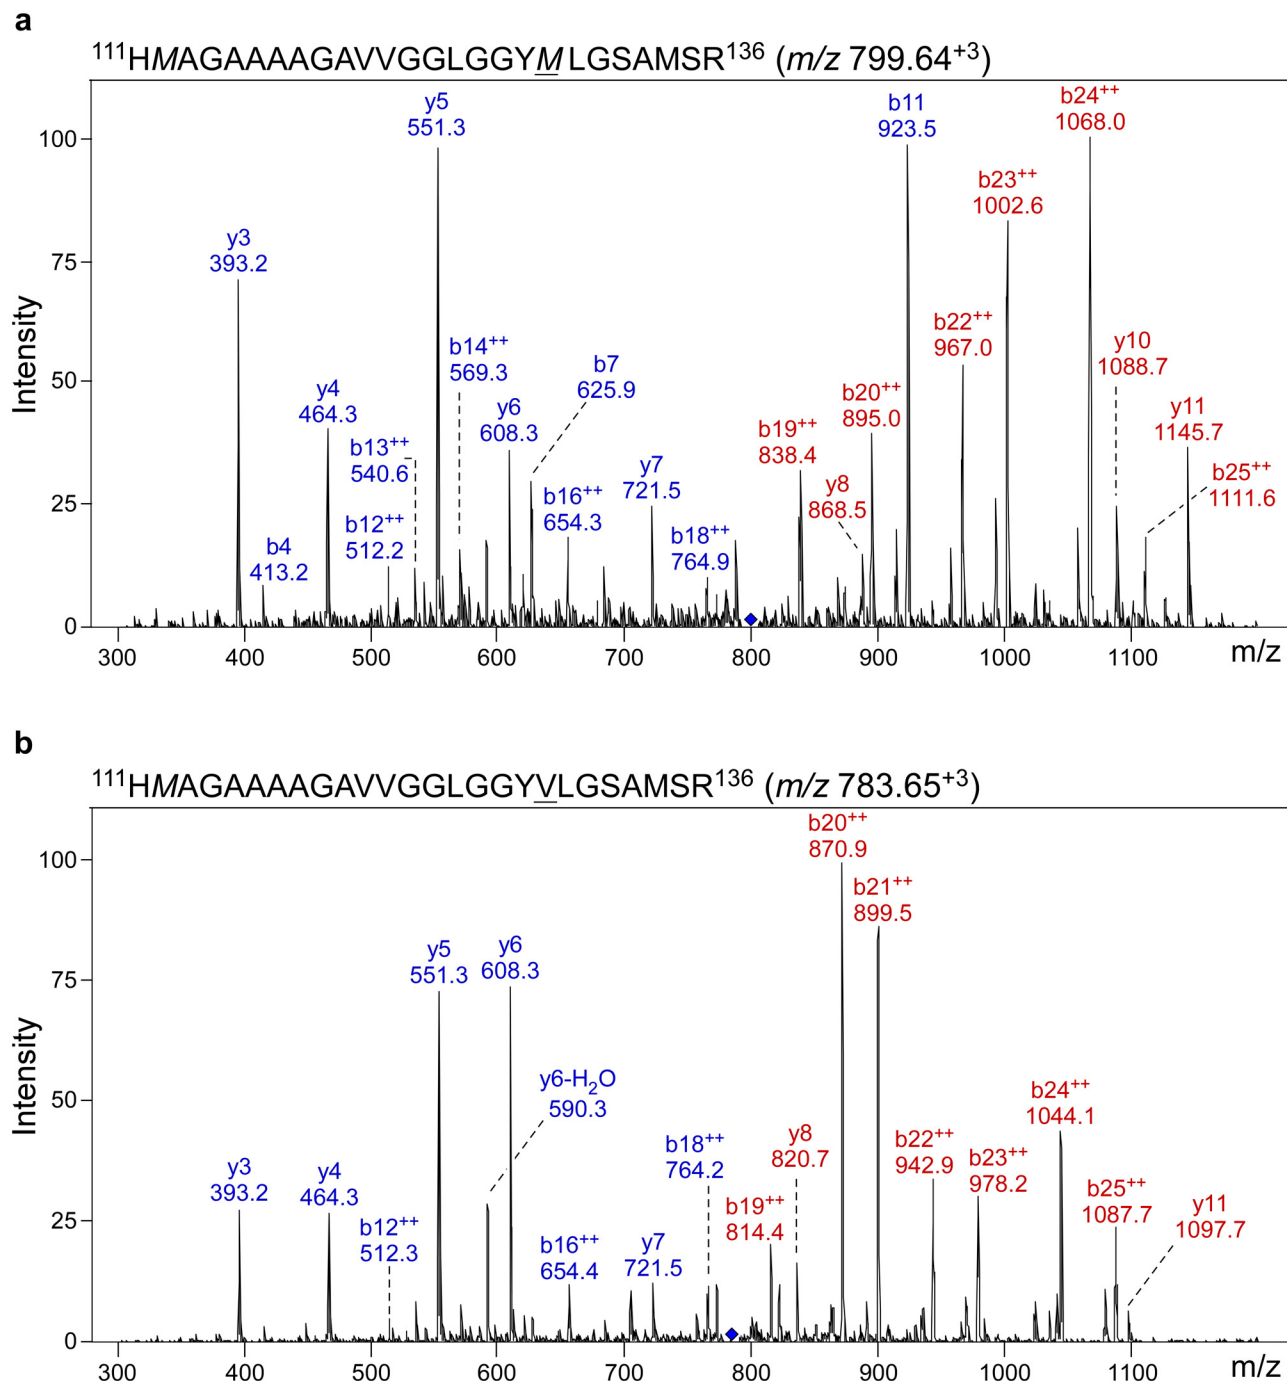 a
¹¹¹HMAGAAAAGAVVGGLGGYMLGSAMSR¹³⁶ (m/z 799.64⁺³)
Intensity
100
75
50
25
0
300 400 500 600 700 800 900 1000 1100 m/z
y3
393.2
b4
413.2
y4
464.3
b12⁺⁺
512.2
b13⁺⁺
540.6
y5
551.3
b14⁺⁺
569.3
y6
608.3
b7
625.9
b16⁺⁺
654.3
y7
721.5
b18⁺⁺
764.9
b19⁺⁺
838.4
y8
868.5
b20⁺⁺
895.0
b11
923.5
b22⁺⁺
967.0
b23⁺⁺
1002.6
b24⁺⁺
1068.0
y10
1088.7
b25⁺⁺
1111.6
y11
1145.7
b
¹¹¹HMAGAAAAGAVVGGLGGYVLGSAMSR¹³⁶ (m/z 783.65⁺³)
Intensity
100
75
50
25
0
300 400 500 600 700 800 900 1000 1100 m/z
y3
393.2
y4
464.3
b12⁺⁺
512.3
y5
551.3
y6
608.3
y6-H₂O
590.3
b16⁺⁺
654.4
y7
721.5
b18⁺⁺
764.2
b19⁺⁺
814.4
y8
820.7
b20⁺⁺
870.9
b21⁺⁺
899.5
b22⁺⁺
942.9
b23⁺⁺
978.2
b24⁺⁺
1044.1
b25⁺⁺
1087.7
y11
1097.7